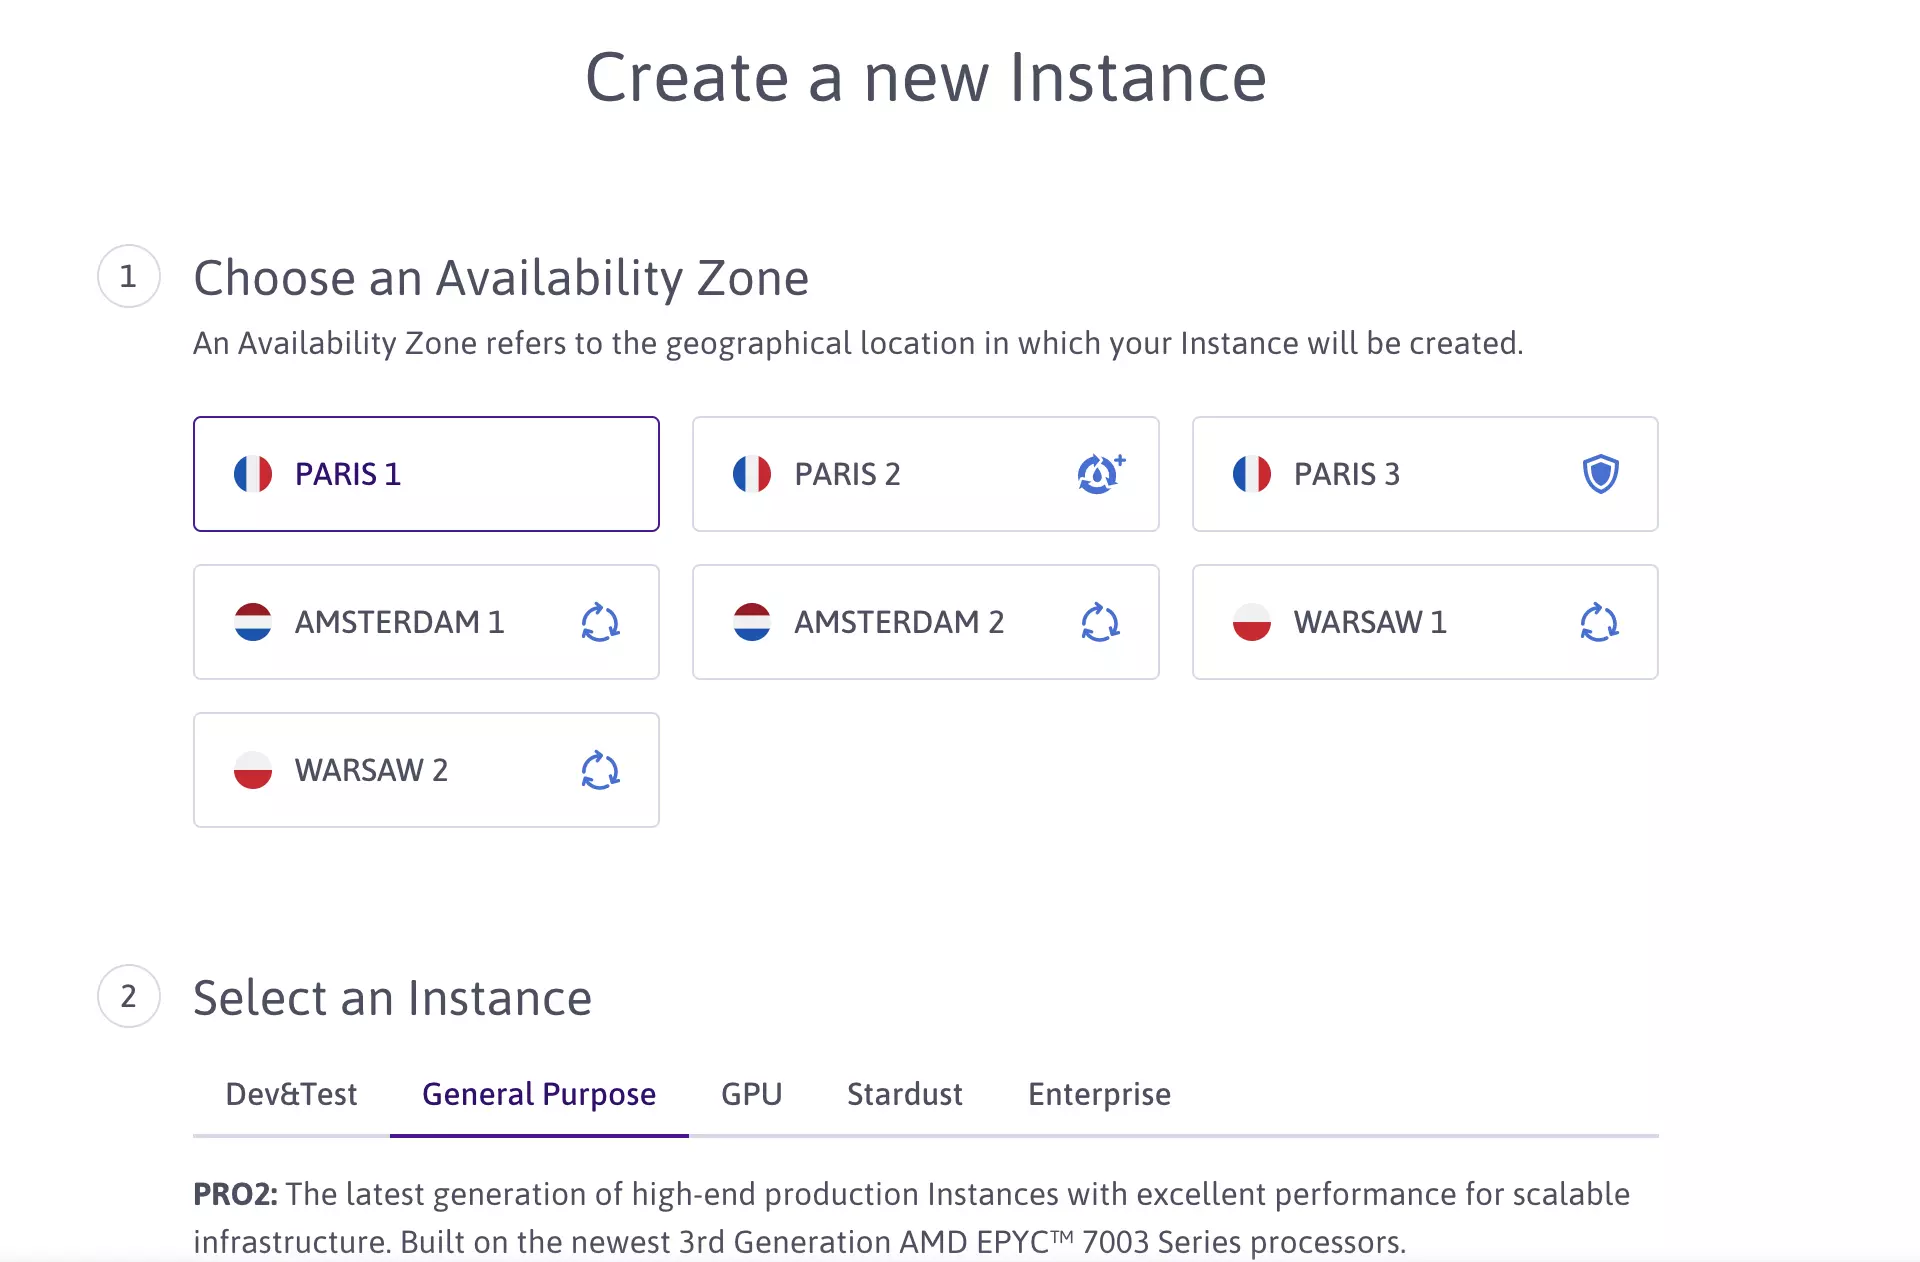 Create a new Instance
1
Choose an Availability Zone
An Availability Zone refers to the geographical location in which your Instance will be created.
PARIS 1
PARIS 2
PARIS 3
AMSTERDAM 1
AMSTERDAM 2
WARSAW 1
WARSAW 2
2
Select an Instance
Dev&Test
General Purpose
GPU
Stardust
Enterprise
PRO2: The latest generation of high-end production Instances with excellent performance for scalable
infrastructure. Built on the newest 3rd Generation AMD EPYC™ 7003 Series processors.